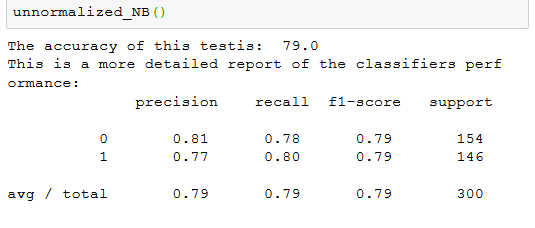 unnormalized_NB()
The accuracy of this testis:  79.0
This is a more detailed report of the classifiers perf
ormance:
precision    recall  f1-score   support
0       0.81      0.78      0.79       154
1       0.77      0.80      0.79       146
avg / total       0.79      0.79      0.79       300